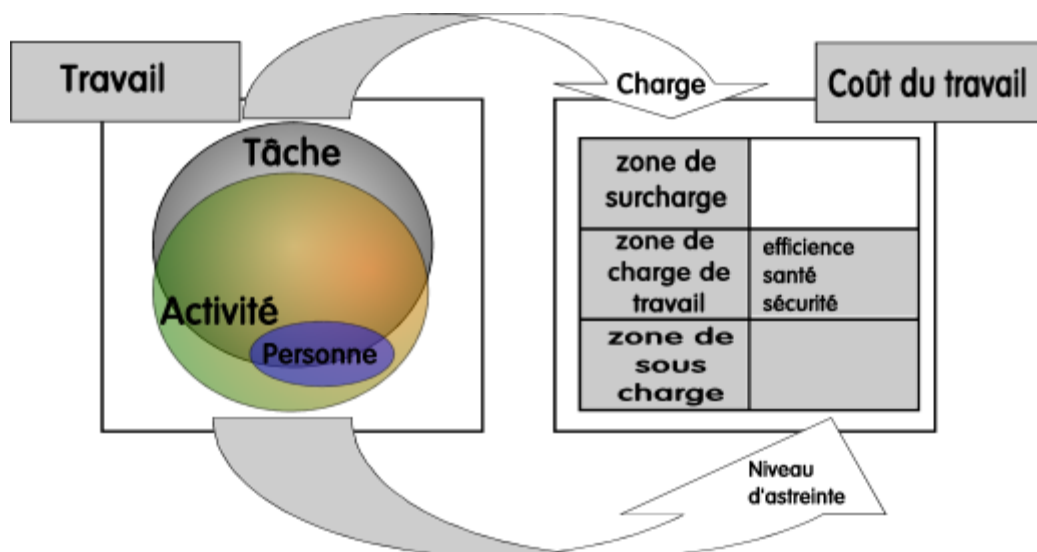 Travail
Tâche
Activité
Personne
Charge
Coût du travail
zone de
surcharge
zone de
charge de
travail
efficience
santé
sécurité
zone de
sous
charge
Niveau
d'astreinte